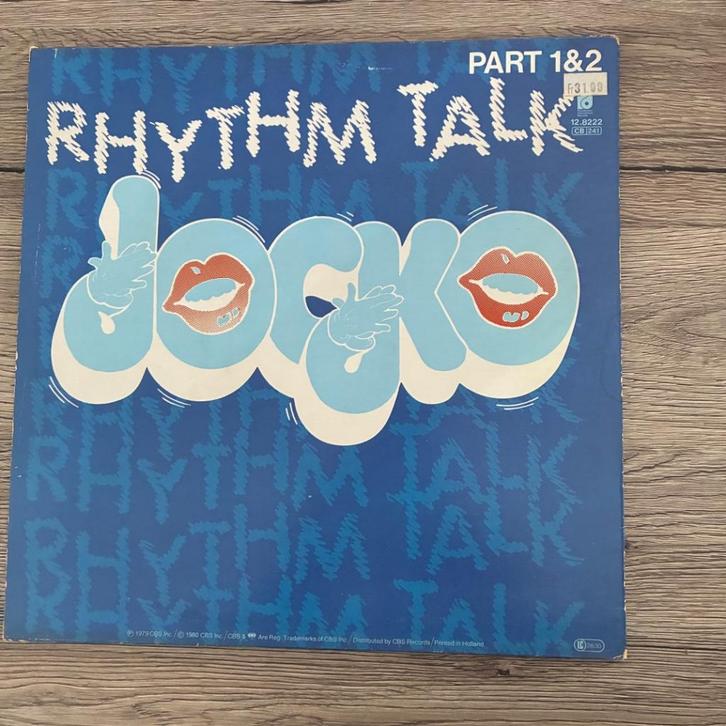 PART 1&2
Fl31.00
RHYTHM TALK
12.8222
CB 241
JOCKO
RHYTHM TALK
RHYTHM TALK
RHYTHM TALK
RHYTHM TALK
RHYTHM TALK
RHYTHM TALK
℗ 1979 CBS Inc. / © 1980 CBS Inc. / CBS & Are Reg. Trademarks of CBS Inc. / Distributed by CBS Records / Printed in Holland